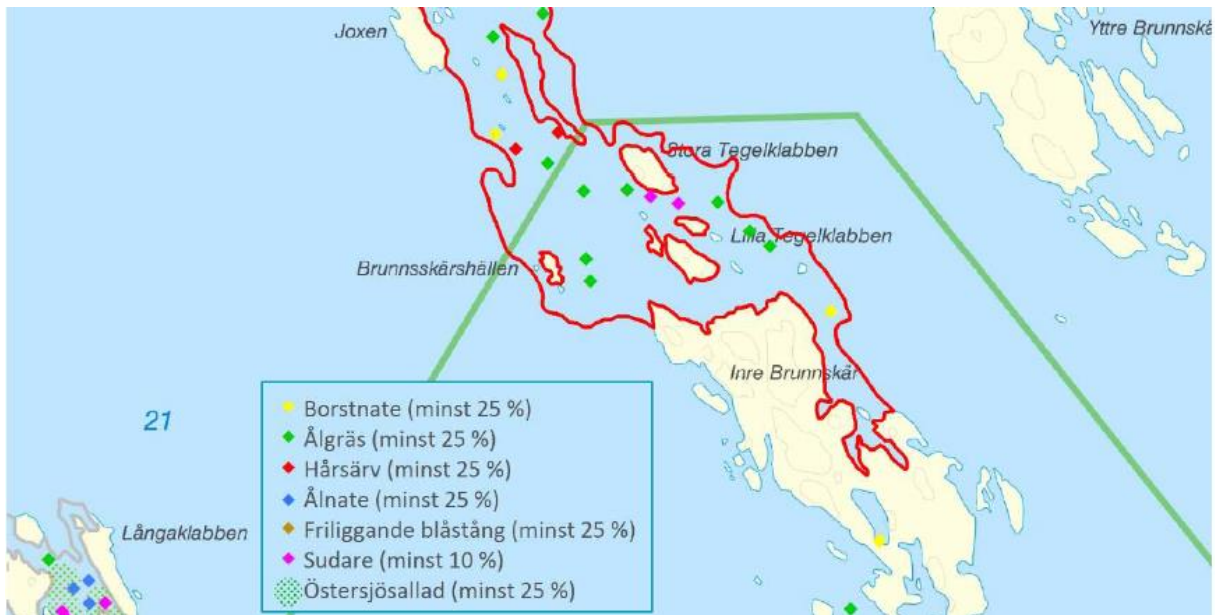 Joxen
Yttre Brunnskä
Stora Tegelklabben
Lilla Tegelklabben
Brunnsskärshällen
Inre Brunnskär
21
Långaklabben
Borstnate (minst 25 %)
Ålgräs (minst 25 %)
Hårsärv (minst 25 %)
Ålnate (minst 25 %)
Friliggande blåstång (minst 25 %)
Sudare (minst 10 %)
Östersjösallad (minst 25 %)